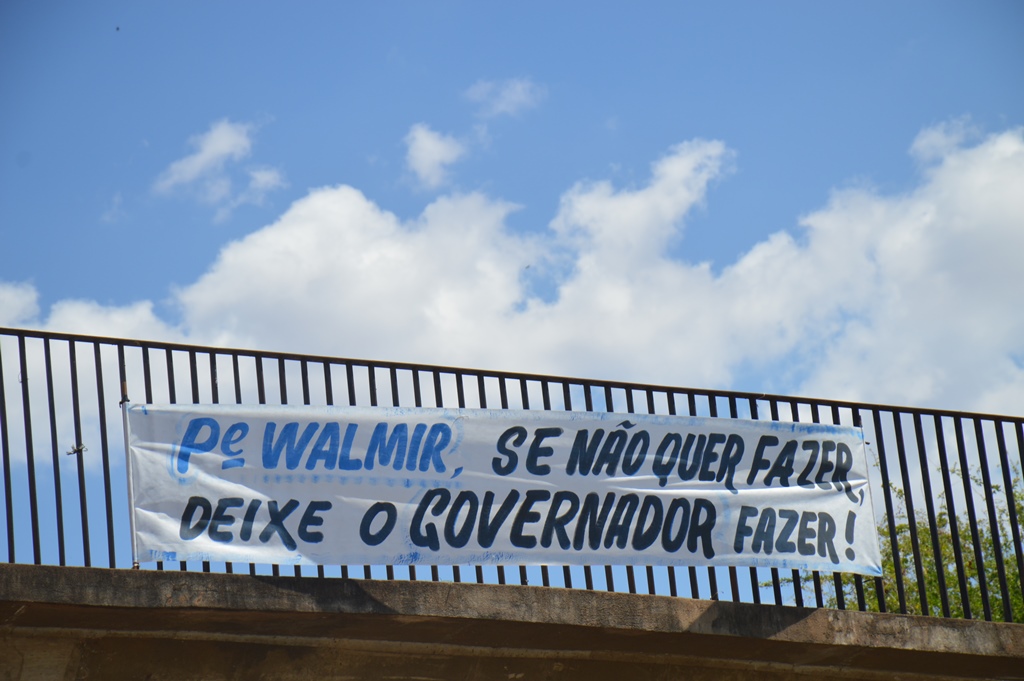 Pe WALMIR, SE NÃO QUER FAZER,
DEIXE O GOVERNADOR FAZER!